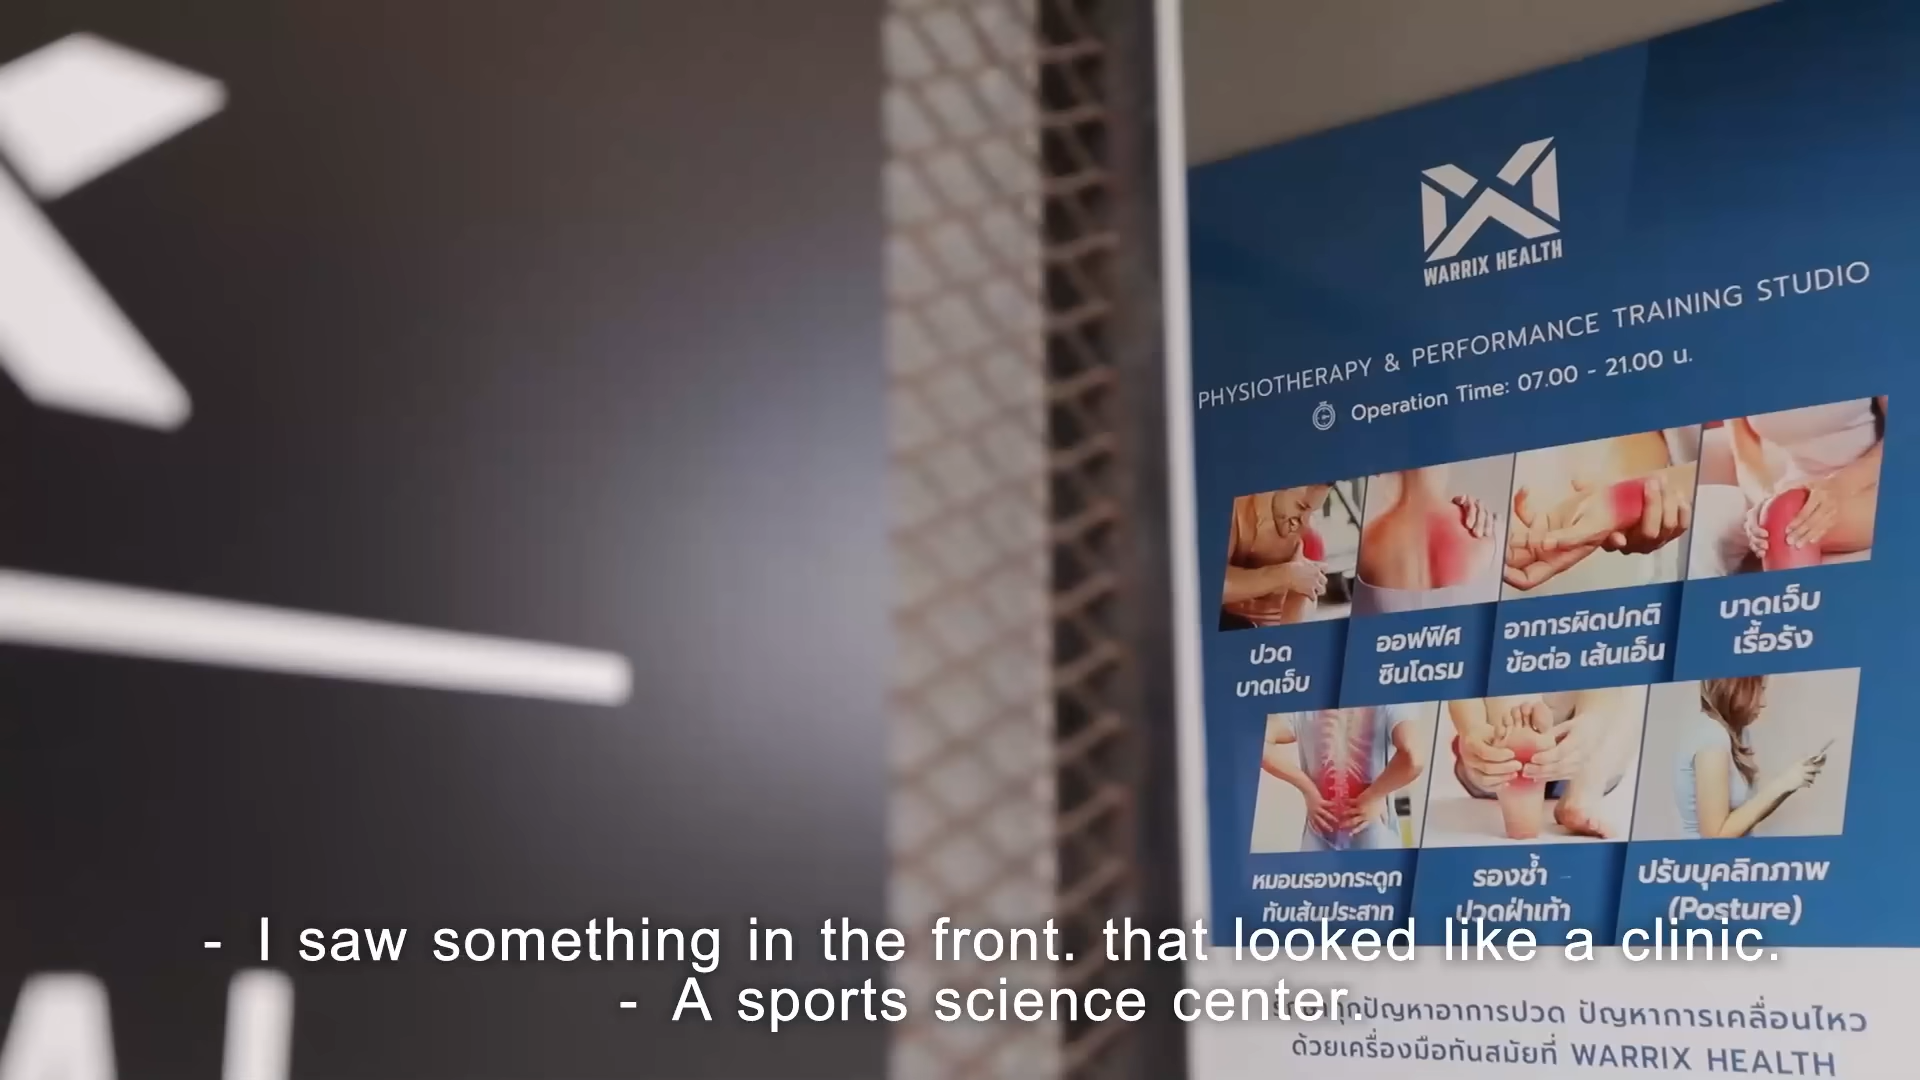 WARRIX HEALTH
PHYSIOTHERAPY & PERFORMANCE TRAINING STUDIO
Operation Time: 07.00 - 21.00 น.
ปวด
บาดเจ็บ
ออฟฟิศ
ซินโดรม
อาการผิดปกติ
ข้อต่อ เส้นเอ็น
บาดเจ็บ
เรื้อรัง
หมอนรองกระดูก
ทับเส้นประสาท
รองช้ำ
ปวดฝ่าเท้า
ปรับบุคลิกภาพ
(Posture)
- I saw something in the front. that looked like a clinic.
- A sports science center.
ปัญหาอาการปวด ปัญหาการเคลื่อนไหว
ด้วยเครื่องมือทันสมัยที่ WARRIX HEALTH